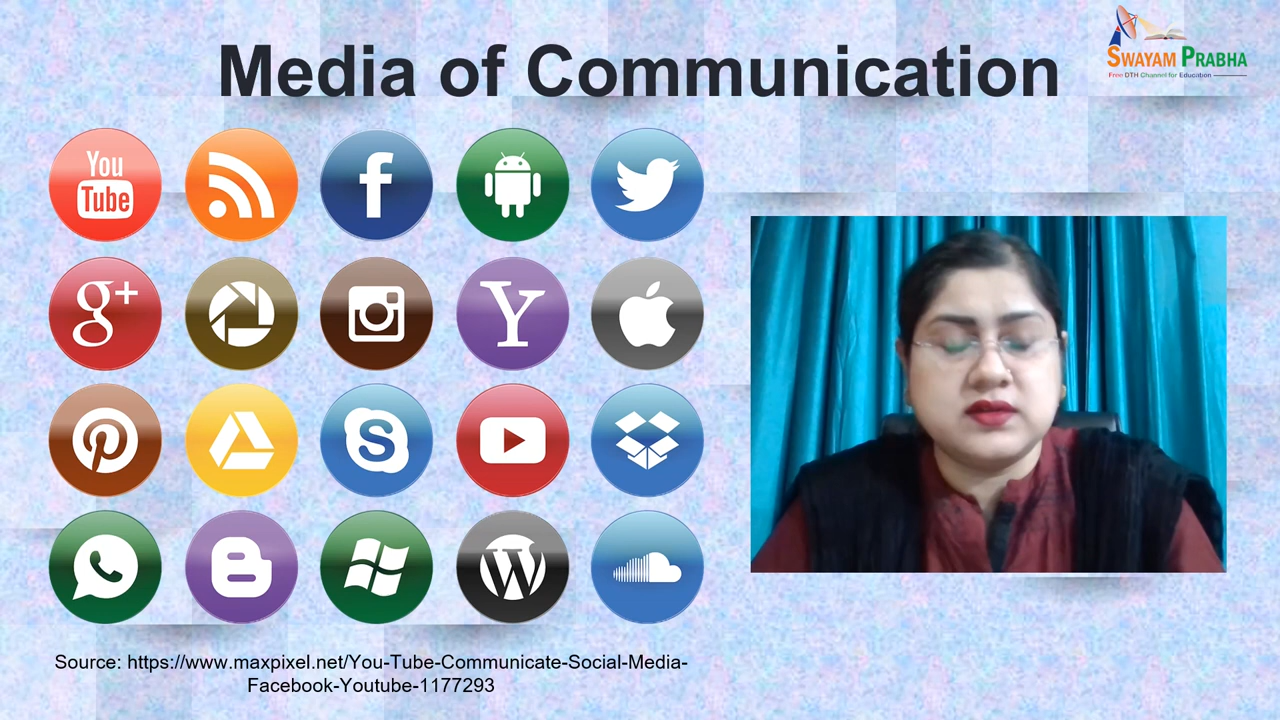 Media of Communication
SWAYAM PRABHA
Free DTH Channel for Education
You
Tube
f
g+
Y
P
S
B
W
Source: https://www.maxpixel.net/You-Tube-Communicate-Social-Media-
Facebook-Youtube-1177293